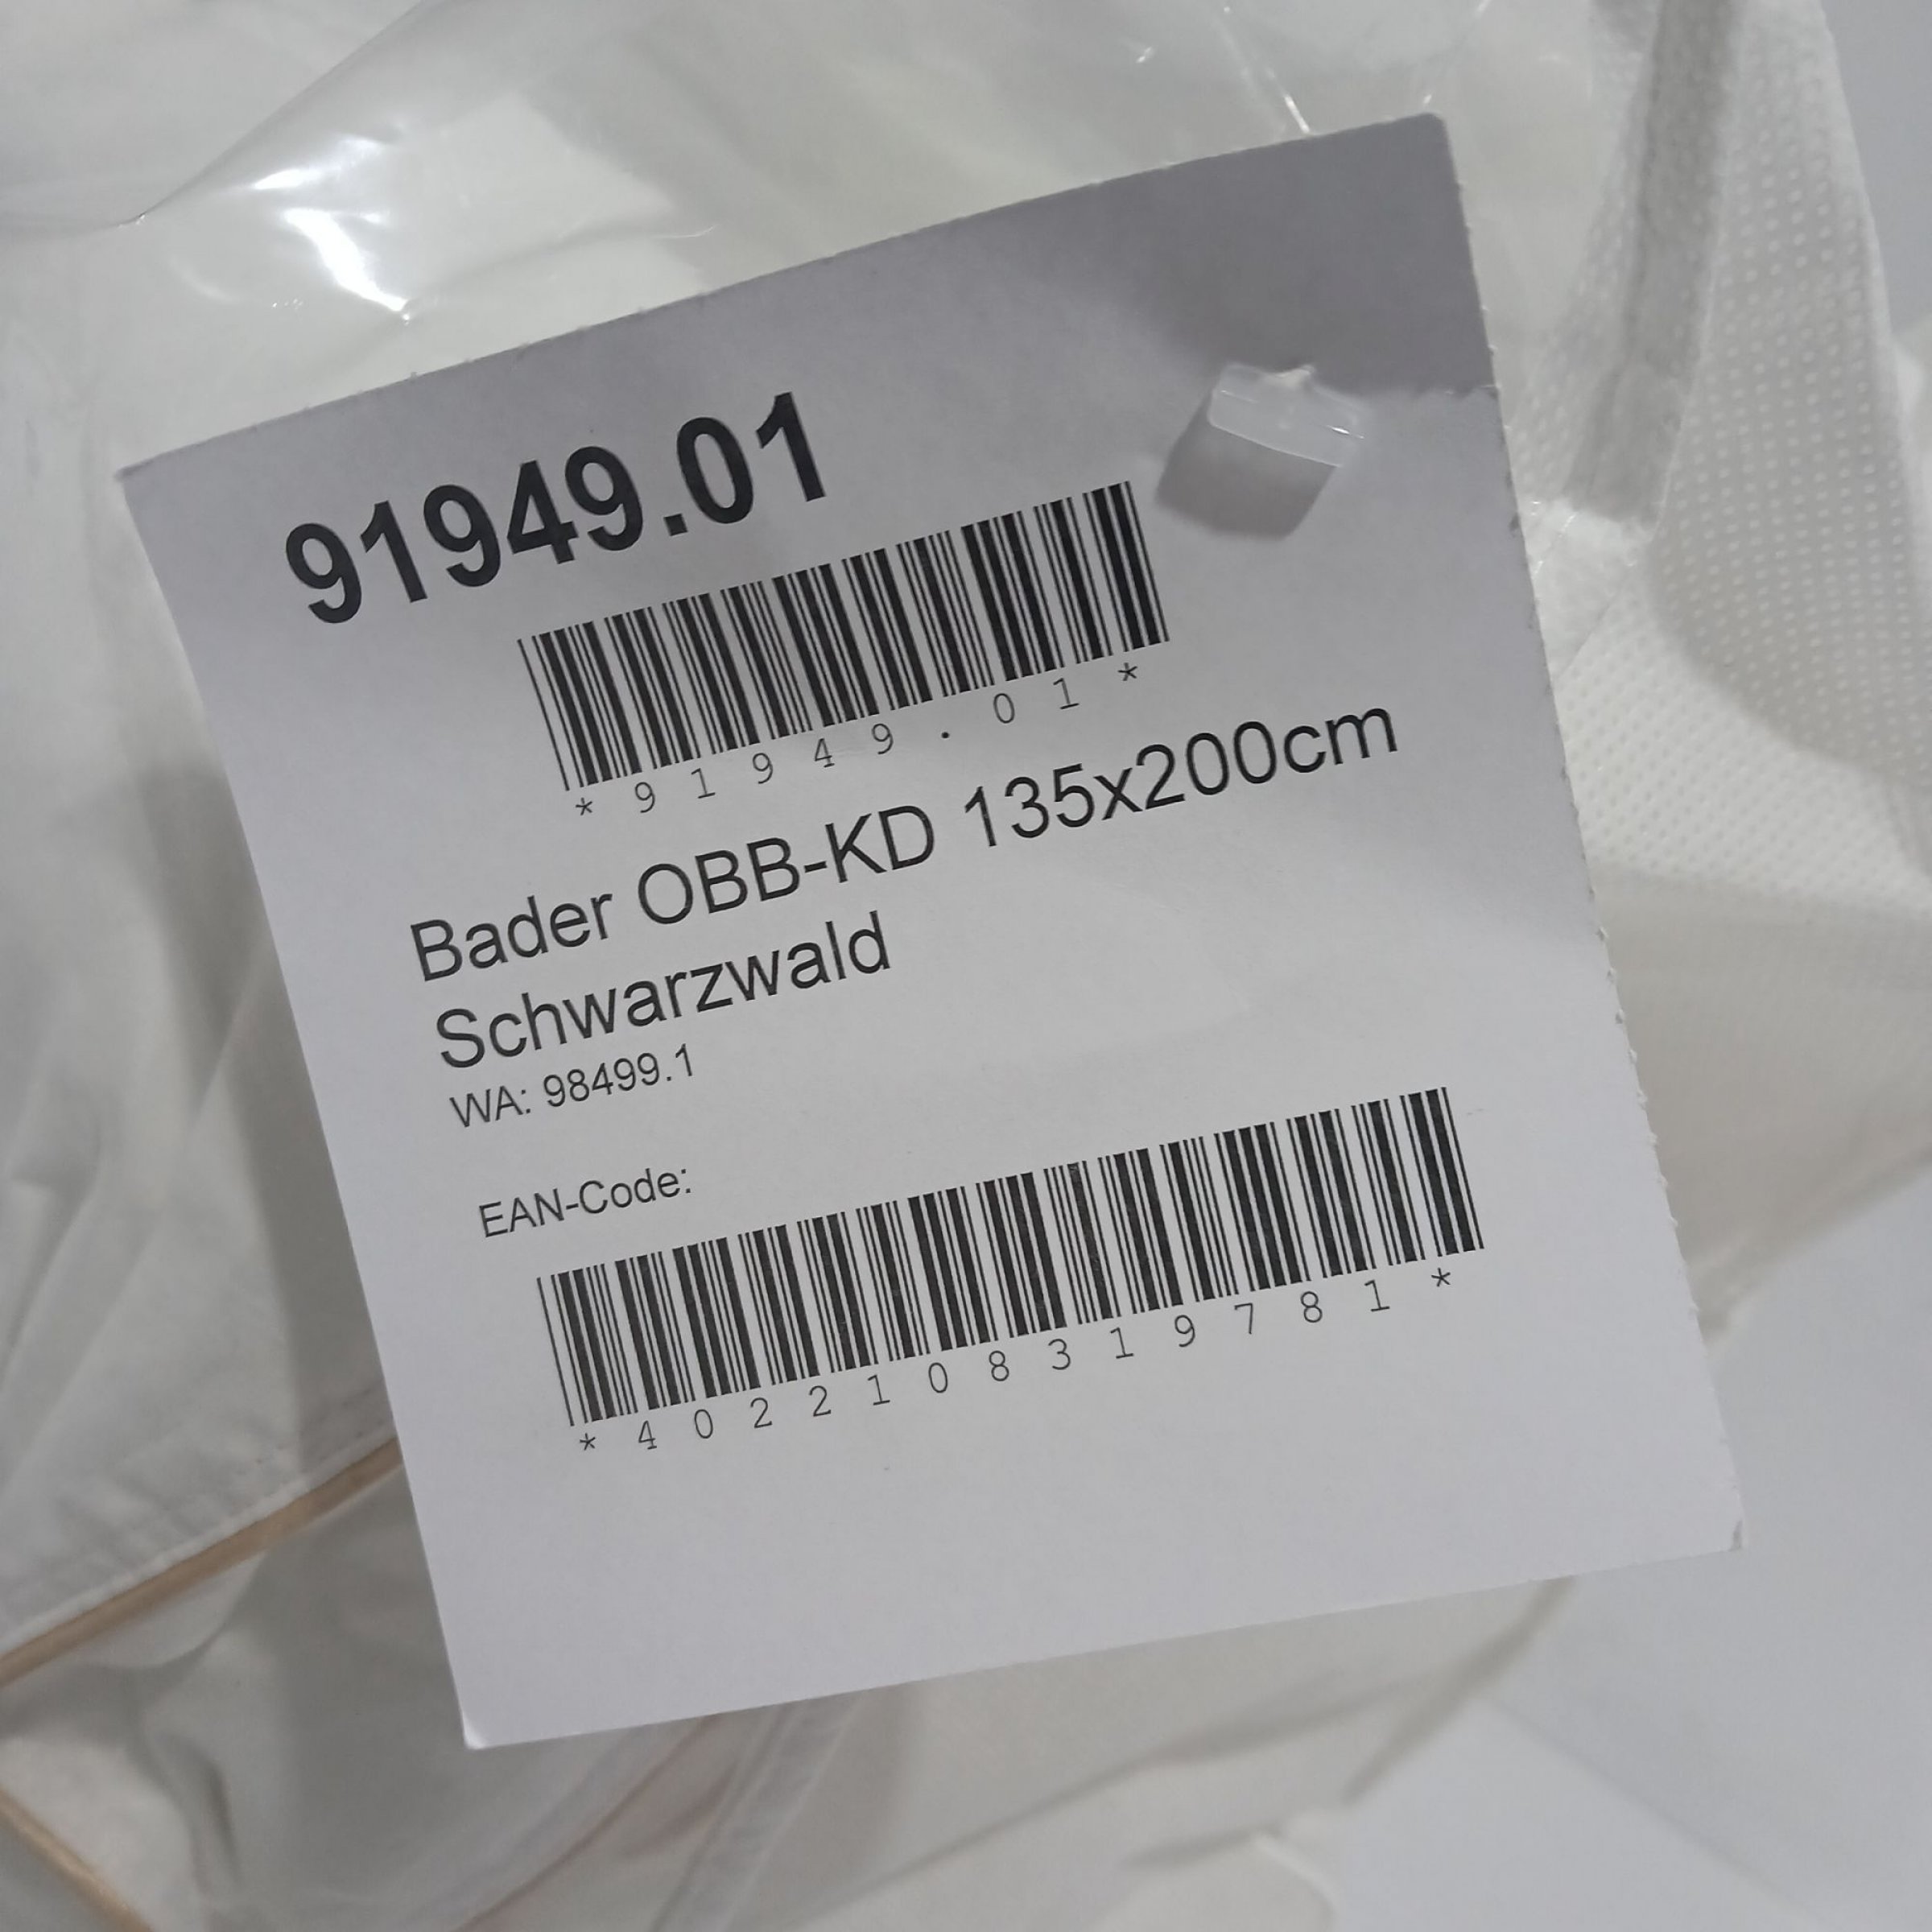 91949.01
*91949.01*
Bader OBB-KD 135x200cm
Schwarzwald
WA: 98499.1
EAN-Code:
*4022108319781*